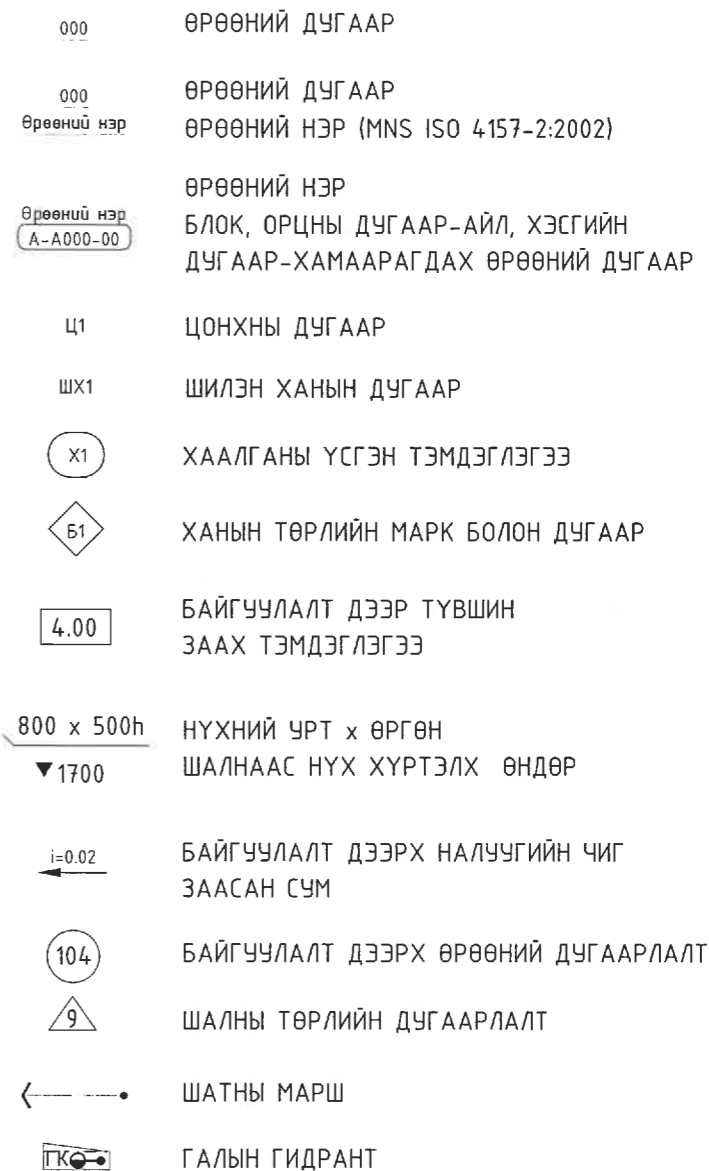 000 ӨРӨӨНИЙ ДУГААР
000 ӨРӨӨНИЙ ДУГААР
Өрөөний нэр ӨРӨӨНИЙ НЭР (MNS ISO 4157-2:2002)
ӨРӨӨНИЙ НЭР
Өрөөний нэр БЛОК, ОРЦНЫ ДУГААР-АЙЛ, ХЭСГИЙН
А-А000-00 ДУГААР-ХАМААРАГДАХ ӨРӨӨНИЙ ДУГААР
Ц1 ЦОНХНЫ ДУГААР
ШХ1 ШИЛЭН ХАНЫН ДУГААР
Х1 ХААЛГАНЫ ҮСГЭН ТЭМДЭГЛЭГЭЭ
Б1 ХАНЫН ТӨРЛИЙН МАРК БОЛОН ДУГААР
БАЙГУУЛАЛТ ДЭЭР ТҮВШИН
4.00
ЗААХ ТЭМДЭГЛЭГЭЭ
800 x 500h НҮХНИЙ УРТ x ӨРГӨН
▼1700 ШАЛНААС НҮХ ХҮРТЭЛХ ӨНДӨР
i=0.02 БАЙГУУЛАЛТ ДЭЭРХ НАЛУУГИЙН ЧИГ
ЗААСАН СУМ
104 БАЙГУУЛАЛТ ДЭЭРХ ӨРӨӨНИЙ ДУГААРЛАЛТ
9 ШАЛНЫ ТӨРЛИЙН ДУГААРЛАЛТ
ШАТНЫ МАРШ
ГК ГАЛЫН ГИДРАНТ